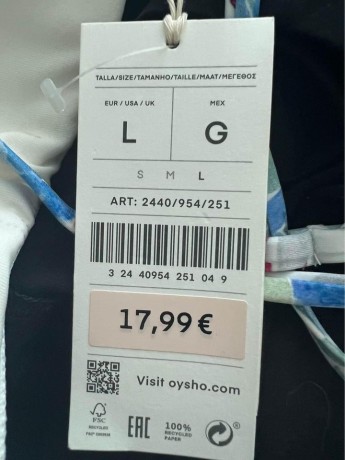 TALLA/SIZE/TAMANHO/TAILLE/MAAT/ΜΕΓΕΘΟΣ
EUR / USA / UK
MEX
L
G
S M L
ART: 2440/954/251
3 24 40954 251 04 9
17,99 €
Visit oysho.com
FSC
RECYCLED
EAC
100%
RECYCLED
PAPER